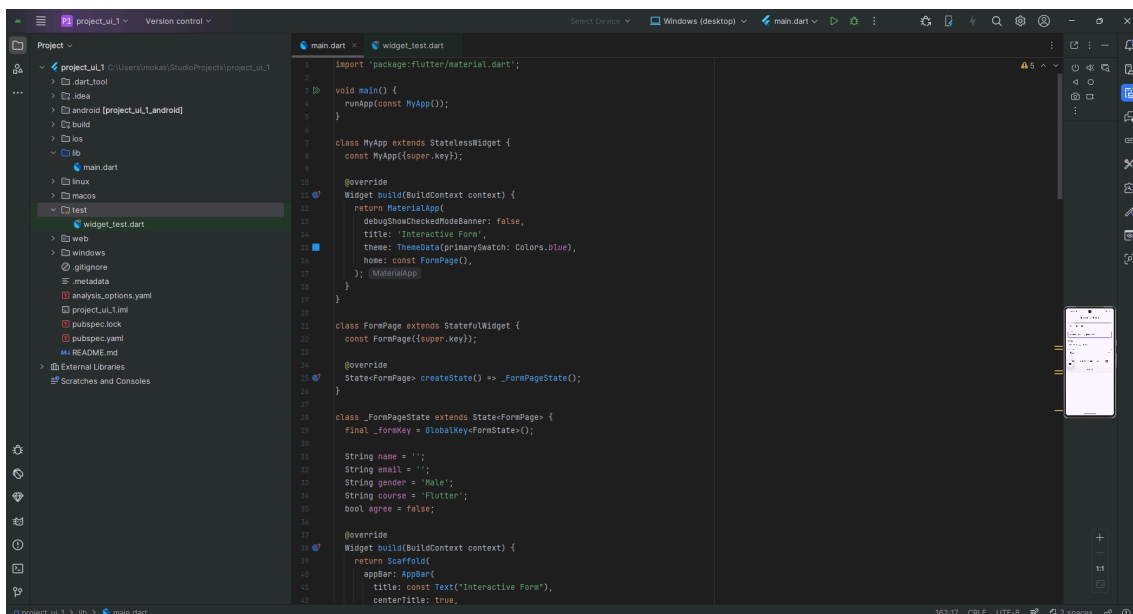 P1 project_ui_1 Version control Select Device Windows (desktop) main.dart
Project
project_ui_1 C:\Users\mokas\StudioProjects\project_ui_1
.dart_tool
.idea
android [project_ui_1_android]
build
ios
lib
main.dart
linux
macos
test
widget_test.dart
web
windows
.gitignore
.metadata
analysis_options.yaml
project_ui_1.iml
pubspec.lock
pubspec.yaml
README.md
External Libraries
Scratches and Consoles
main.dart widget_test.dart
5
1 import 'package:flutter/material.dart';
2
3 void main() {
4 runApp(const MyApp());
5 }
6
7 class MyApp extends StatelessWidget {
8 const MyApp({super.key});
9
10 @override
11 Widget build(BuildContext context) {
12 return MaterialApp(
13 debugShowCheckedModeBanner: false,
14 title: 'Interactive Form',
15 theme: ThemeData(primarySwatch: Colors.blue),
16 home: const FormPage(),
17 ); MaterialApp
18 }
19 }
20
21 class FormPage extends StatefulWidget {
22 const FormPage({super.key});
23
24 @override
25 State<FormPage> createState() => _FormPageState();
26 }
27
28 class _FormPageState extends State<FormPage> {
29 final _formKey = GlobalKey<FormState>();
30
31 String name = '';
32 String email = '';
33 String gender = 'Male';
34 String course = 'Flutter';
35 bool agree = false;
36
37 @override
38 Widget build(BuildContext context) {
39 return Scaffold(
40 appBar: AppBar(
41 title: const Text("Interactive Form"),
42 centerTitle: true,
1:1
project_ui_1 > lib > main.dart 162:17 CRLF UTF-8 2 spaces